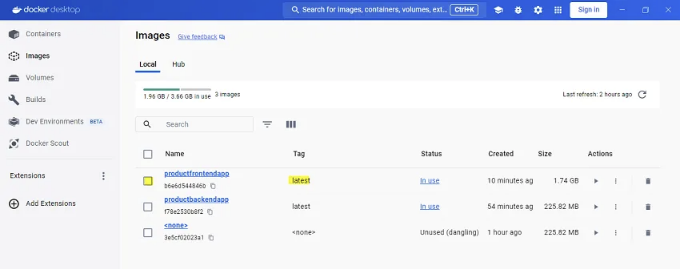 docker desktop
Search for images, containers, volumes, ext...
Ctrl+K
Sign in
Containers
Images
Volumes
Builds
Dev Environments BETA
Docker Scout
Extensions
Add Extensions
Images Give feedback
Local Hub
1.96 GB / 3.66 GB in use 3 images
Last refresh: 2 hours ago
Search
Name Tag Status Created Size Actions
productfrontendapp
b6e6d544846b
latest In use 10 minutes ag 1.74 GB
productbackendapp
f78e2530b8f2
latest In use 54 minutes ag 225.82 MB
<none>
3e5cf02023a1
<none> Unused (dangling) 1 hour ago 225.82 MB